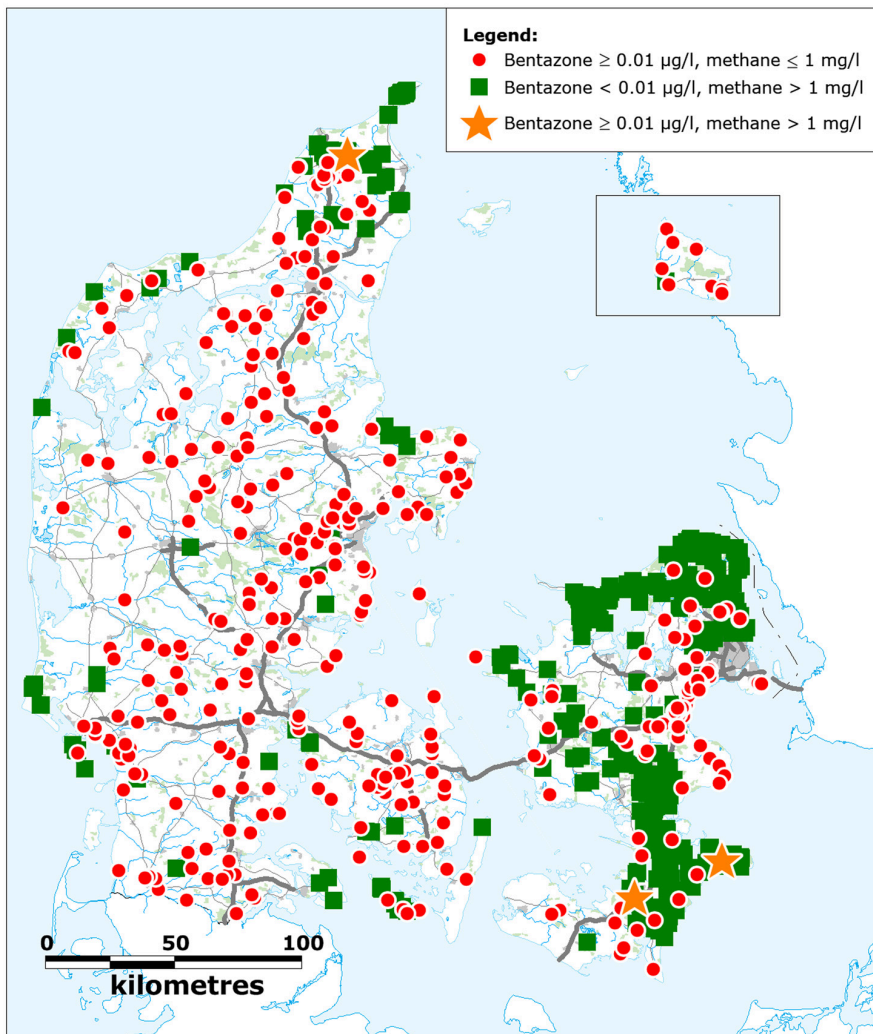 Legend:
Bentazone ≥ 0.01 µg/l, methane ≤ 1 mg/l
Bentazone < 0.01 µg/l, methane > 1 mg/l
Bentazone ≥ 0.01 µg/l, methane > 1 mg/l
0 50 100
kilometres